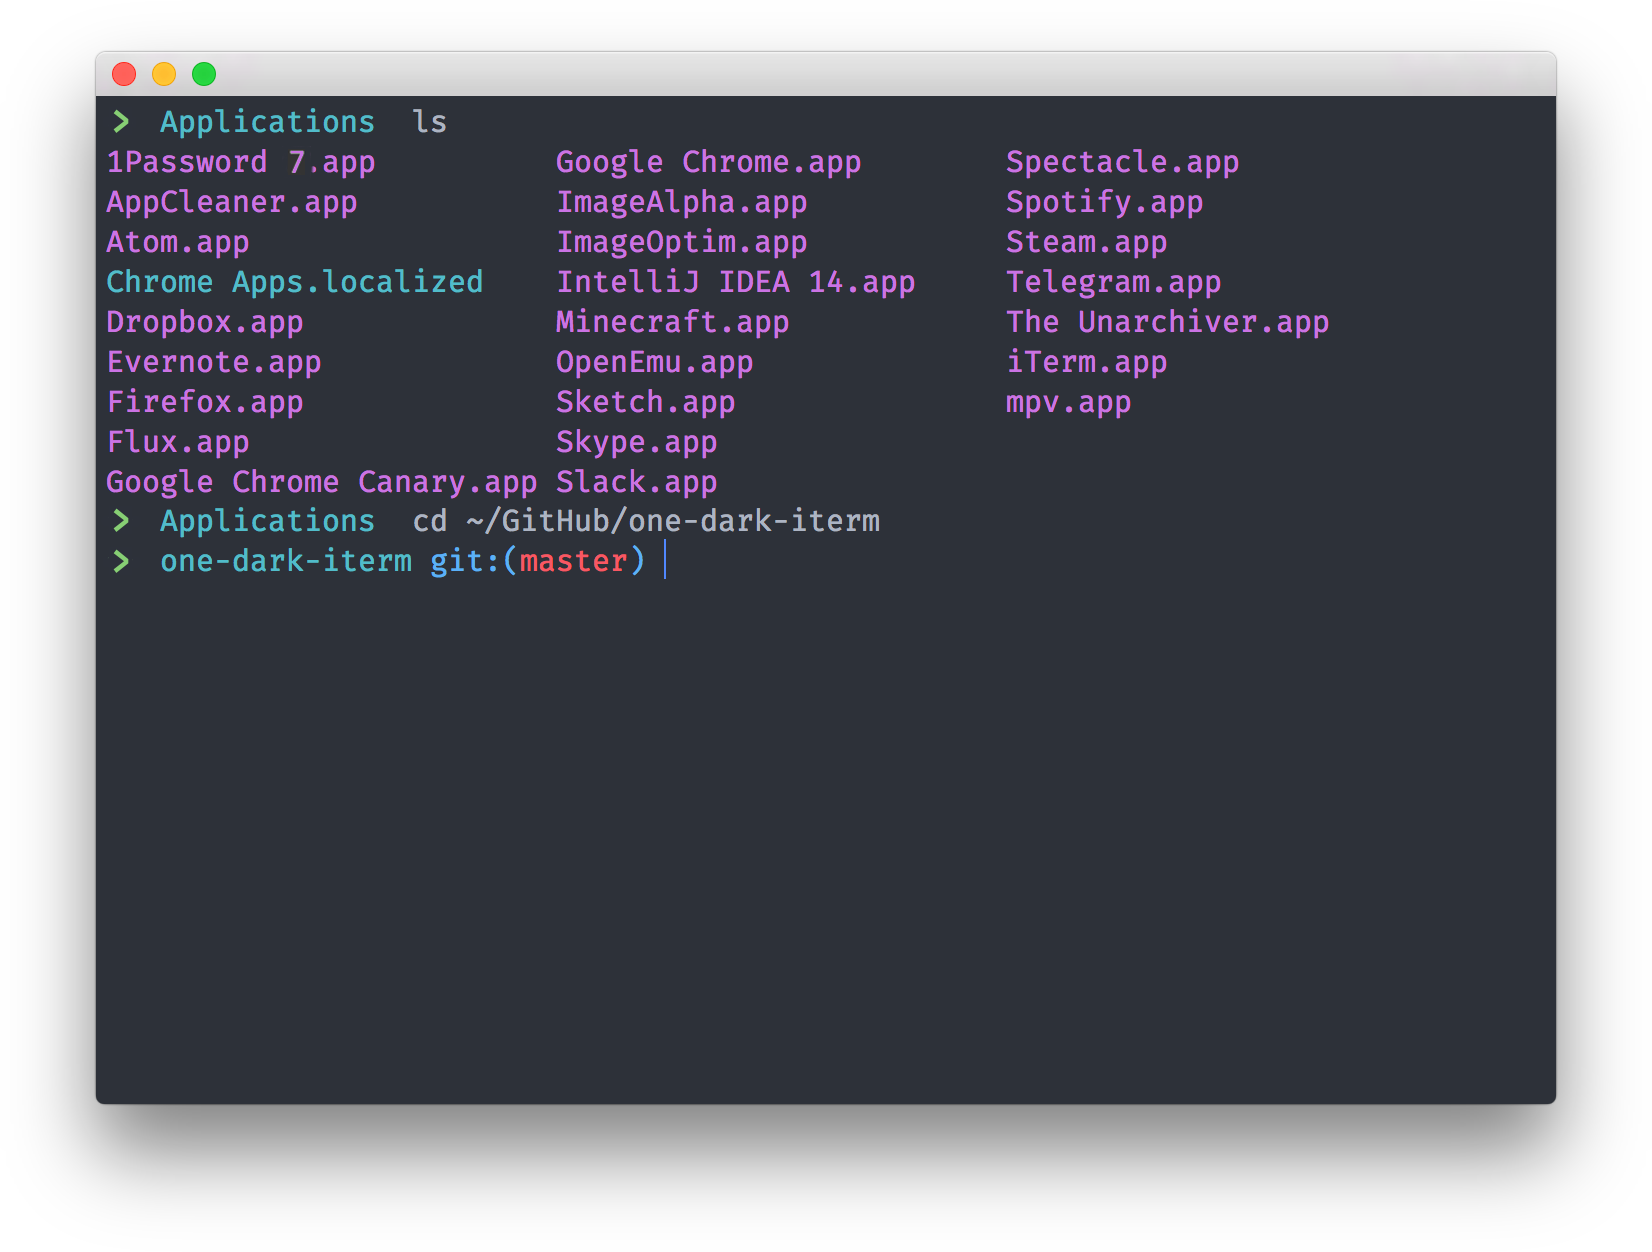 > Applications ls
1Password 7.app Google Chrome.app Spectacle.app
AppCleaner.app ImageAlpha.app Spotify.app
Atom.app ImageOptim.app Steam.app
Chrome Apps.localized IntelliJ IDEA 14.app Telegram.app
Dropbox.app Minecraft.app The Unarchiver.app
Evernote.app OpenEmu.app iTerm.app
Firefox.app Sketch.app mpv.app
Flux.app Skype.app
Google Chrome Canary.app Slack.app
> Applications cd ~/GitHub/one-dark-iterm
> one-dark-iterm git:(master)